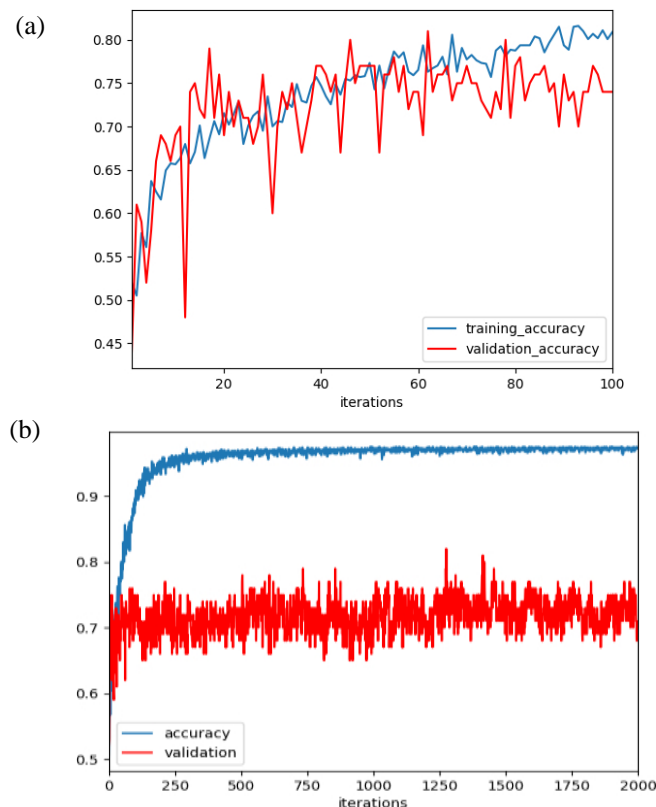 (a)
0.80
0.75
0.70
0.65
0.60
0.55
0.50
0.45
training_accuracy
validation_accuracy
20 40 60 80 100
iterations
(b)
0.9
0.8
0.7
0.6
0.5
accuracy
validation
0 250 500 750 1000 1250 1500 1750 2000
iterations